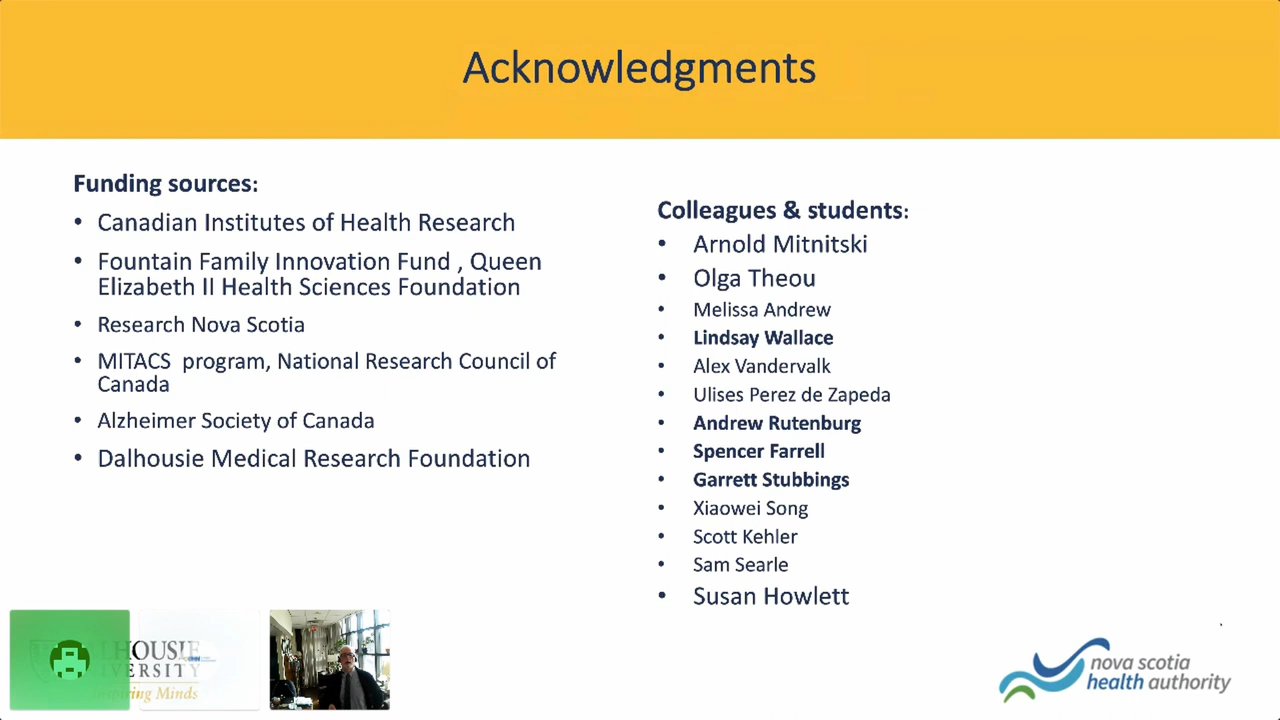 Acknowledgments
Funding sources:
• Canadian Institutes of Health Research
• Fountain Family Innovation Fund , Queen
Elizabeth II Health Sciences Foundation
• Research Nova Scotia
• MITACS program, National Research Council of
Canada
• Alzheimer Society of Canada
• Dalhousie Medical Research Foundation
Colleagues & students:
• Arnold Mitnitski
• Olga Theou
• Melissa Andrew
• Lindsay Wallace
• Alex Vandervalk
• Ulises Perez de Zapeda
• Andrew Rutenburg
• Spencer Farrell
• Garrett Stubbings
• Xiaowei Song
• Scott Kehler
• Sam Searle
• Susan Howlett
Minds
nova scotia
health authority